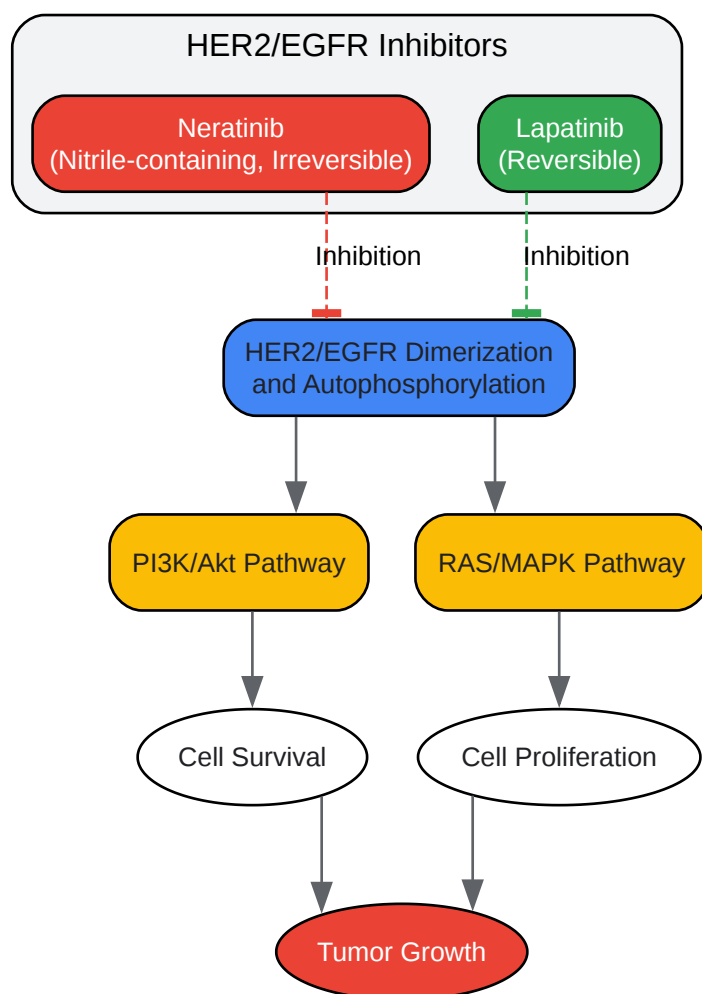 HER2/EGFR Inhibitors
Neratinib
(Nitrile-containing, Irreversible)
Lapatinib
(Reversible)
Inhibition
Inhibition
HER2/EGFR Dimerization
and Autophosphorylation
PI3K/Akt Pathway
RAS/MAPK Pathway
Cell Survival
Cell Proliferation
Tumor Growth